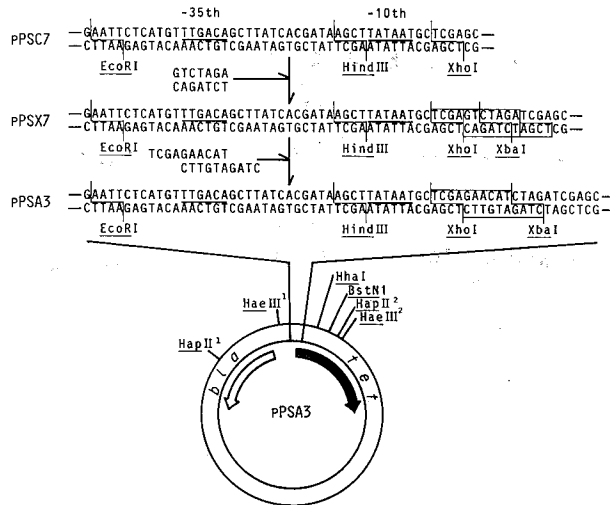 -35th -10th
PPSC7 GAATTCTCATGTTTGACAGCTTATCACGATAAGCTTATAATGCTCGAGC
CTTAAGAGTACAAACTGTCGAATAGTGCTATTCGAATATTACGAGCTCG
EcoRI HindIII XhoI
GTCTAGA
CAGATCT
PPSX7 GAATTCTCATGTTTGACAGCTTATCACGATAAGCTTATAATGCTCGAGTCTAGATCGAGC
CTTAAGAGTACAAACTGTCGAATAGTGCTATTCGAATATTACGAGCTCAGATCTAGCTCG
EcoRI HindIII XhoI XbaI
TCGAGAACAT
CTTGTAGATC
PPSA3 GAATTCTCATGTTTGACAGCTTATCACGATAAGCTTATAATGCTCGAGAACATCTAGATCGAGC
CTTAAGAGTACAAACTGTCGAATAGTGCTATTCGAATATTACGAGCTCTTGTAGATCTAGCTCG
EcoRI HindIII XhoI XbaI
HhaI
HaeIII1 BstN1
HapII2
HaeIII2
HapII1
bla tet
PPSA3